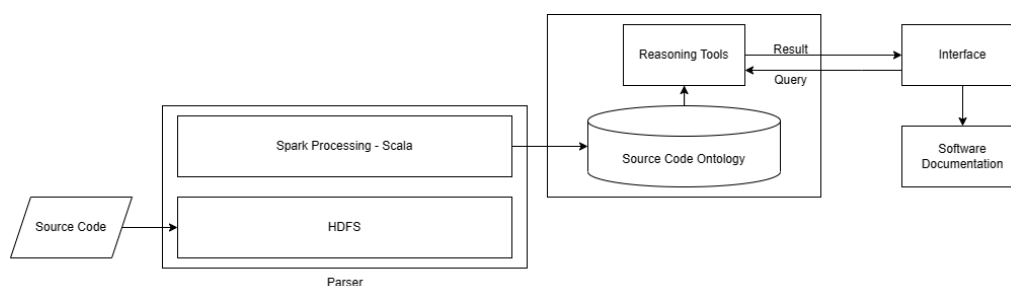 Reasoning Tools
Result
Query
Interface
Spark Processing - Scala
Source Code Ontology
Software
Documentation
Source Code
HDFS
Parser